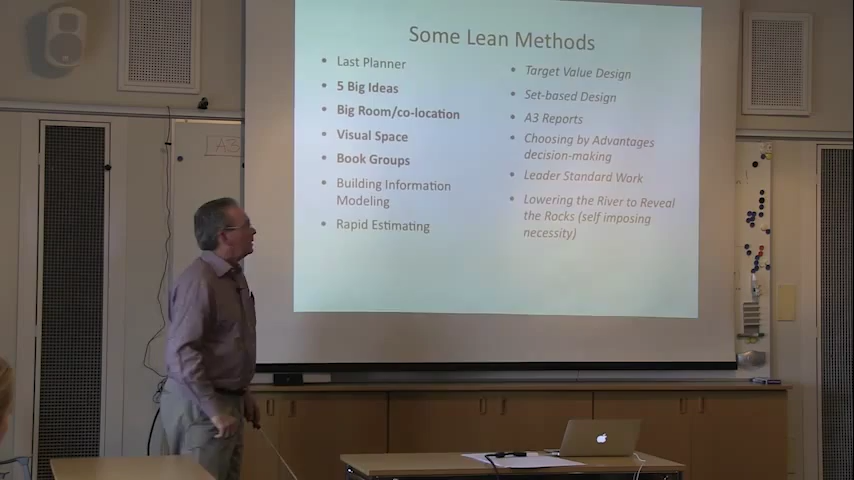 Some Lean Methods
• Last Planner
• 5 Big Ideas
• Big Room/co-location
• Visual Space
• Book Groups
• Building Information
Modeling
• Rapid Estimating
• Target Value Design
• Set-based Design
• A3 Reports
• Choosing by Advantages
decision-making
• Leader Standard Work
• Lowering the River to Reveal
the Rocks (self imposing
necessity)
A3